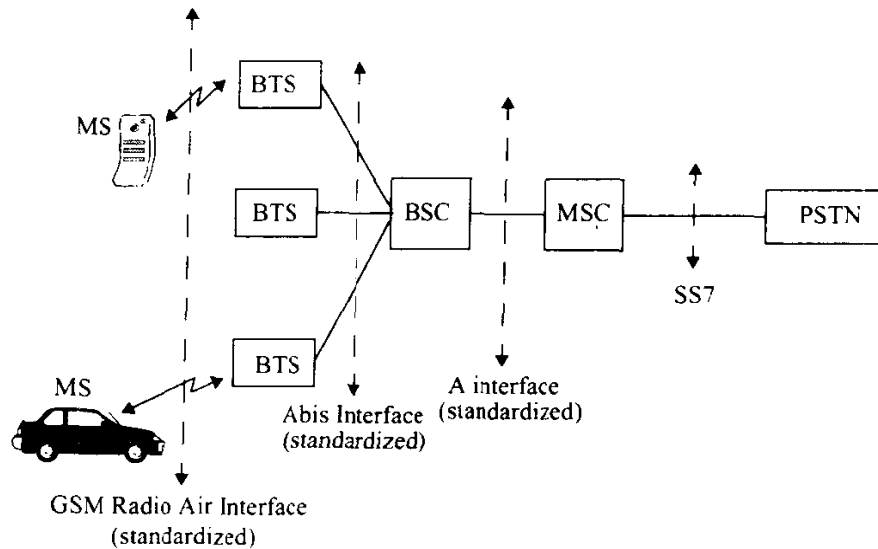 BTS
MS
BTS
BSC
MSC
PSTN
SS7
BTS
MS
A interface
(standardized)
Abis Interface
(standardized)
GSM Radio Air Interface
(standardized)